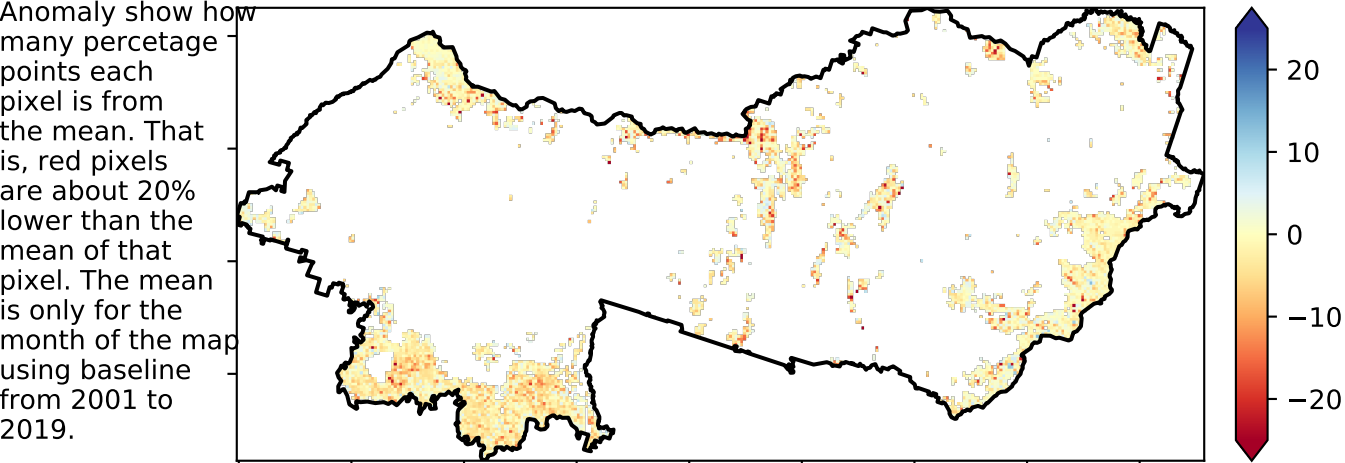 Anomaly show how
many percetage
points each
pixel is from
the mean. That
is, red pixels
are about 20%
lower than the
mean of that
pixel. The mean
is only for the
month of the map
using baseline
from 2001 to
2019.
20
10
0
−10
−20